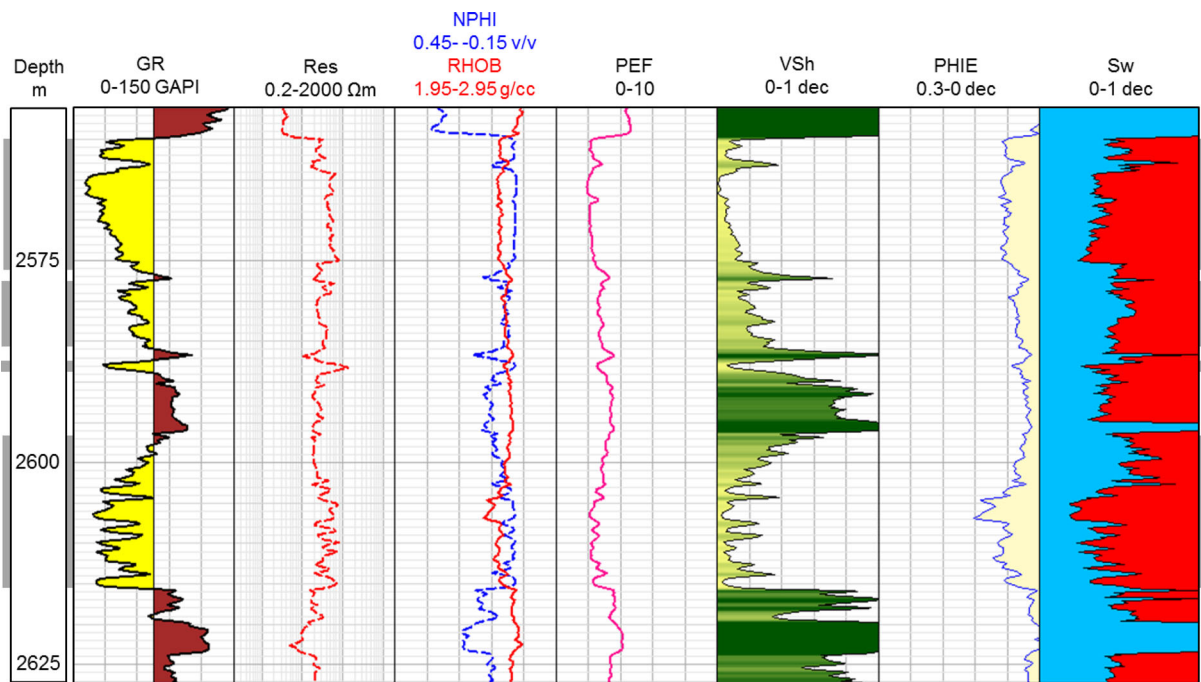 NPHI
0.45- -0.15 v/v
Depth GR Res RHOB PEF VSh PHIE Sw
m 0-150 GAPI 0.2-2000 Ωm 1.95-2.95 g/cc 0-10 0-1 dec 0.3-0 dec 0-1 dec
2575
2600
2625